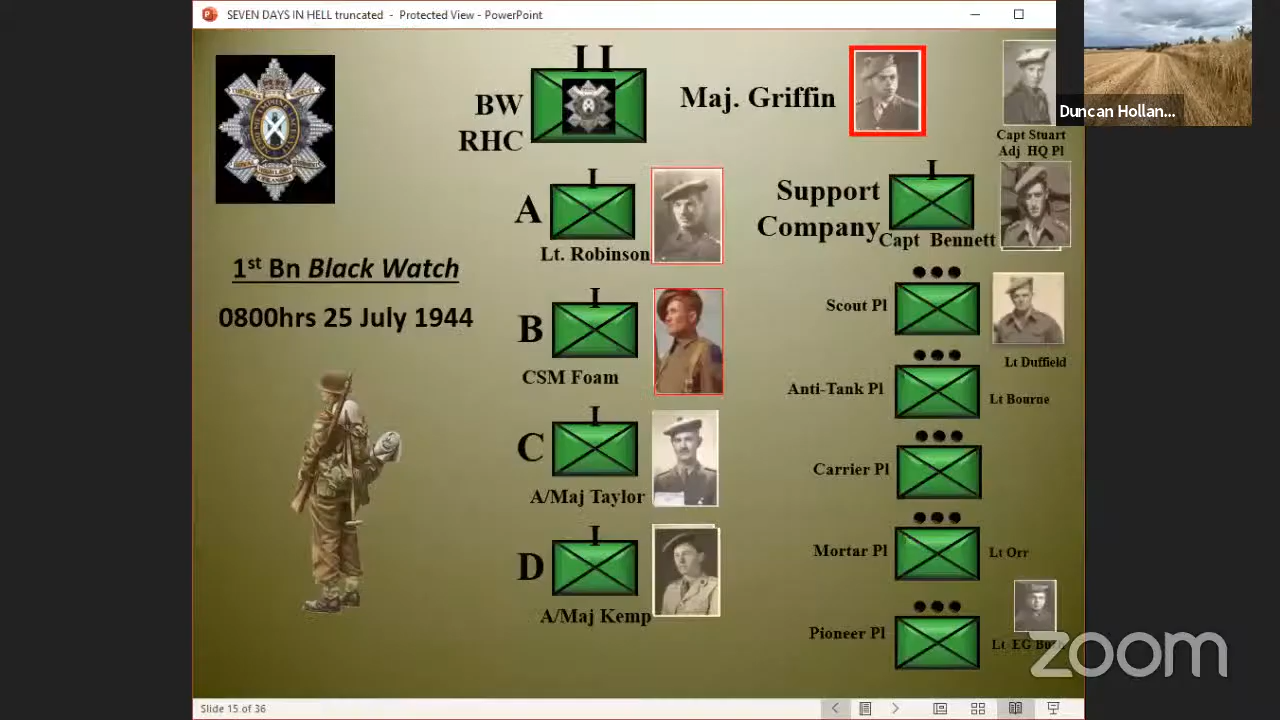 SEVEN DAYS IN HELL truncated - Protected View - PowerPoint
BW
RHC
Maj. Griffin
Duncan Hollan...
Capt Stuart
Adj HQ Pl
A
Lt. Robinson
Support
Company
Capt Bennett
1st Bn Black Watch
0800hrs 25 July 1944
B
CSM Foam
C
A/Maj Taylor
D
A/Maj Kemp
Scout Pl
Lt Duffield
Anti-Tank Pl
Lt Bourne
Carrier Pl
Mortar Pl
Lt Orr
Pioneer Pl
Lt EG
zoom
Slide 15 of 36